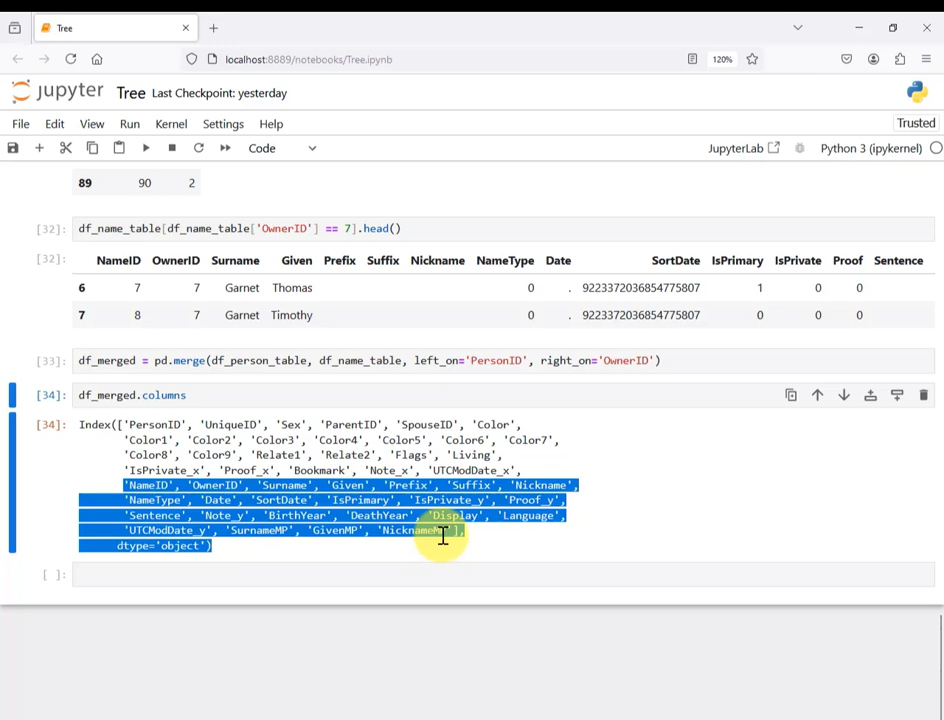 Tree
localhost:8889/notebooks/Tree.ipynb
120%
jupyter Tree Last Checkpoint: yesterday
File Edit View Run Kernel Settings Help
Trusted
Code
JupyterLab
Python 3 (ipykernel)
89 90 2
[32]: df_name_table[df_name_table['OwnerID'] == 7].head()
[32]: NameID OwnerID Surname Given Prefix Suffix Nickname NameType Date SortDate IsPrimary IsPrivate Proof Sentence
6 7 7 Garnet Thomas 0 . 9223372036854775807 1 0 0
7 8 7 Garnet Timothy 0 . 9223372036854775807 0 0 0
[33]: df_merged = pd.merge(df_person_table, df_name_table, left_on='PersonID', right_on='OwnerID')
[34]: df_merged.columns
[34]: Index(['PersonID', 'UniqueID', 'Sex', 'ParentID', 'SpouseID', 'Color',
'Color1', 'Color2', 'Color3', 'Color4', 'Color5', 'Color6', 'Color7',
'Color8', 'Color9', 'Relate1', 'Relate2', 'Flags', 'Living',
'IsPrivate_x', 'Proof_x', 'Bookmark', 'Note_x', 'UTCModDate_x',
'NameID', 'OwnerID', 'Surname', 'Given', 'Prefix', 'Suffix', 'Nickname',
'NameType', 'Date', 'SortDate', 'IsPrimary', 'IsPrivate_y', 'Proof_y',
'Sentence', 'Note_y', 'BirthYear', 'DeathYear', 'Display', 'Language',
'UTCModDate_y', 'SurnameMP', 'GivenMP', 'NicknameMP'],
dtype='object')
[ ]: